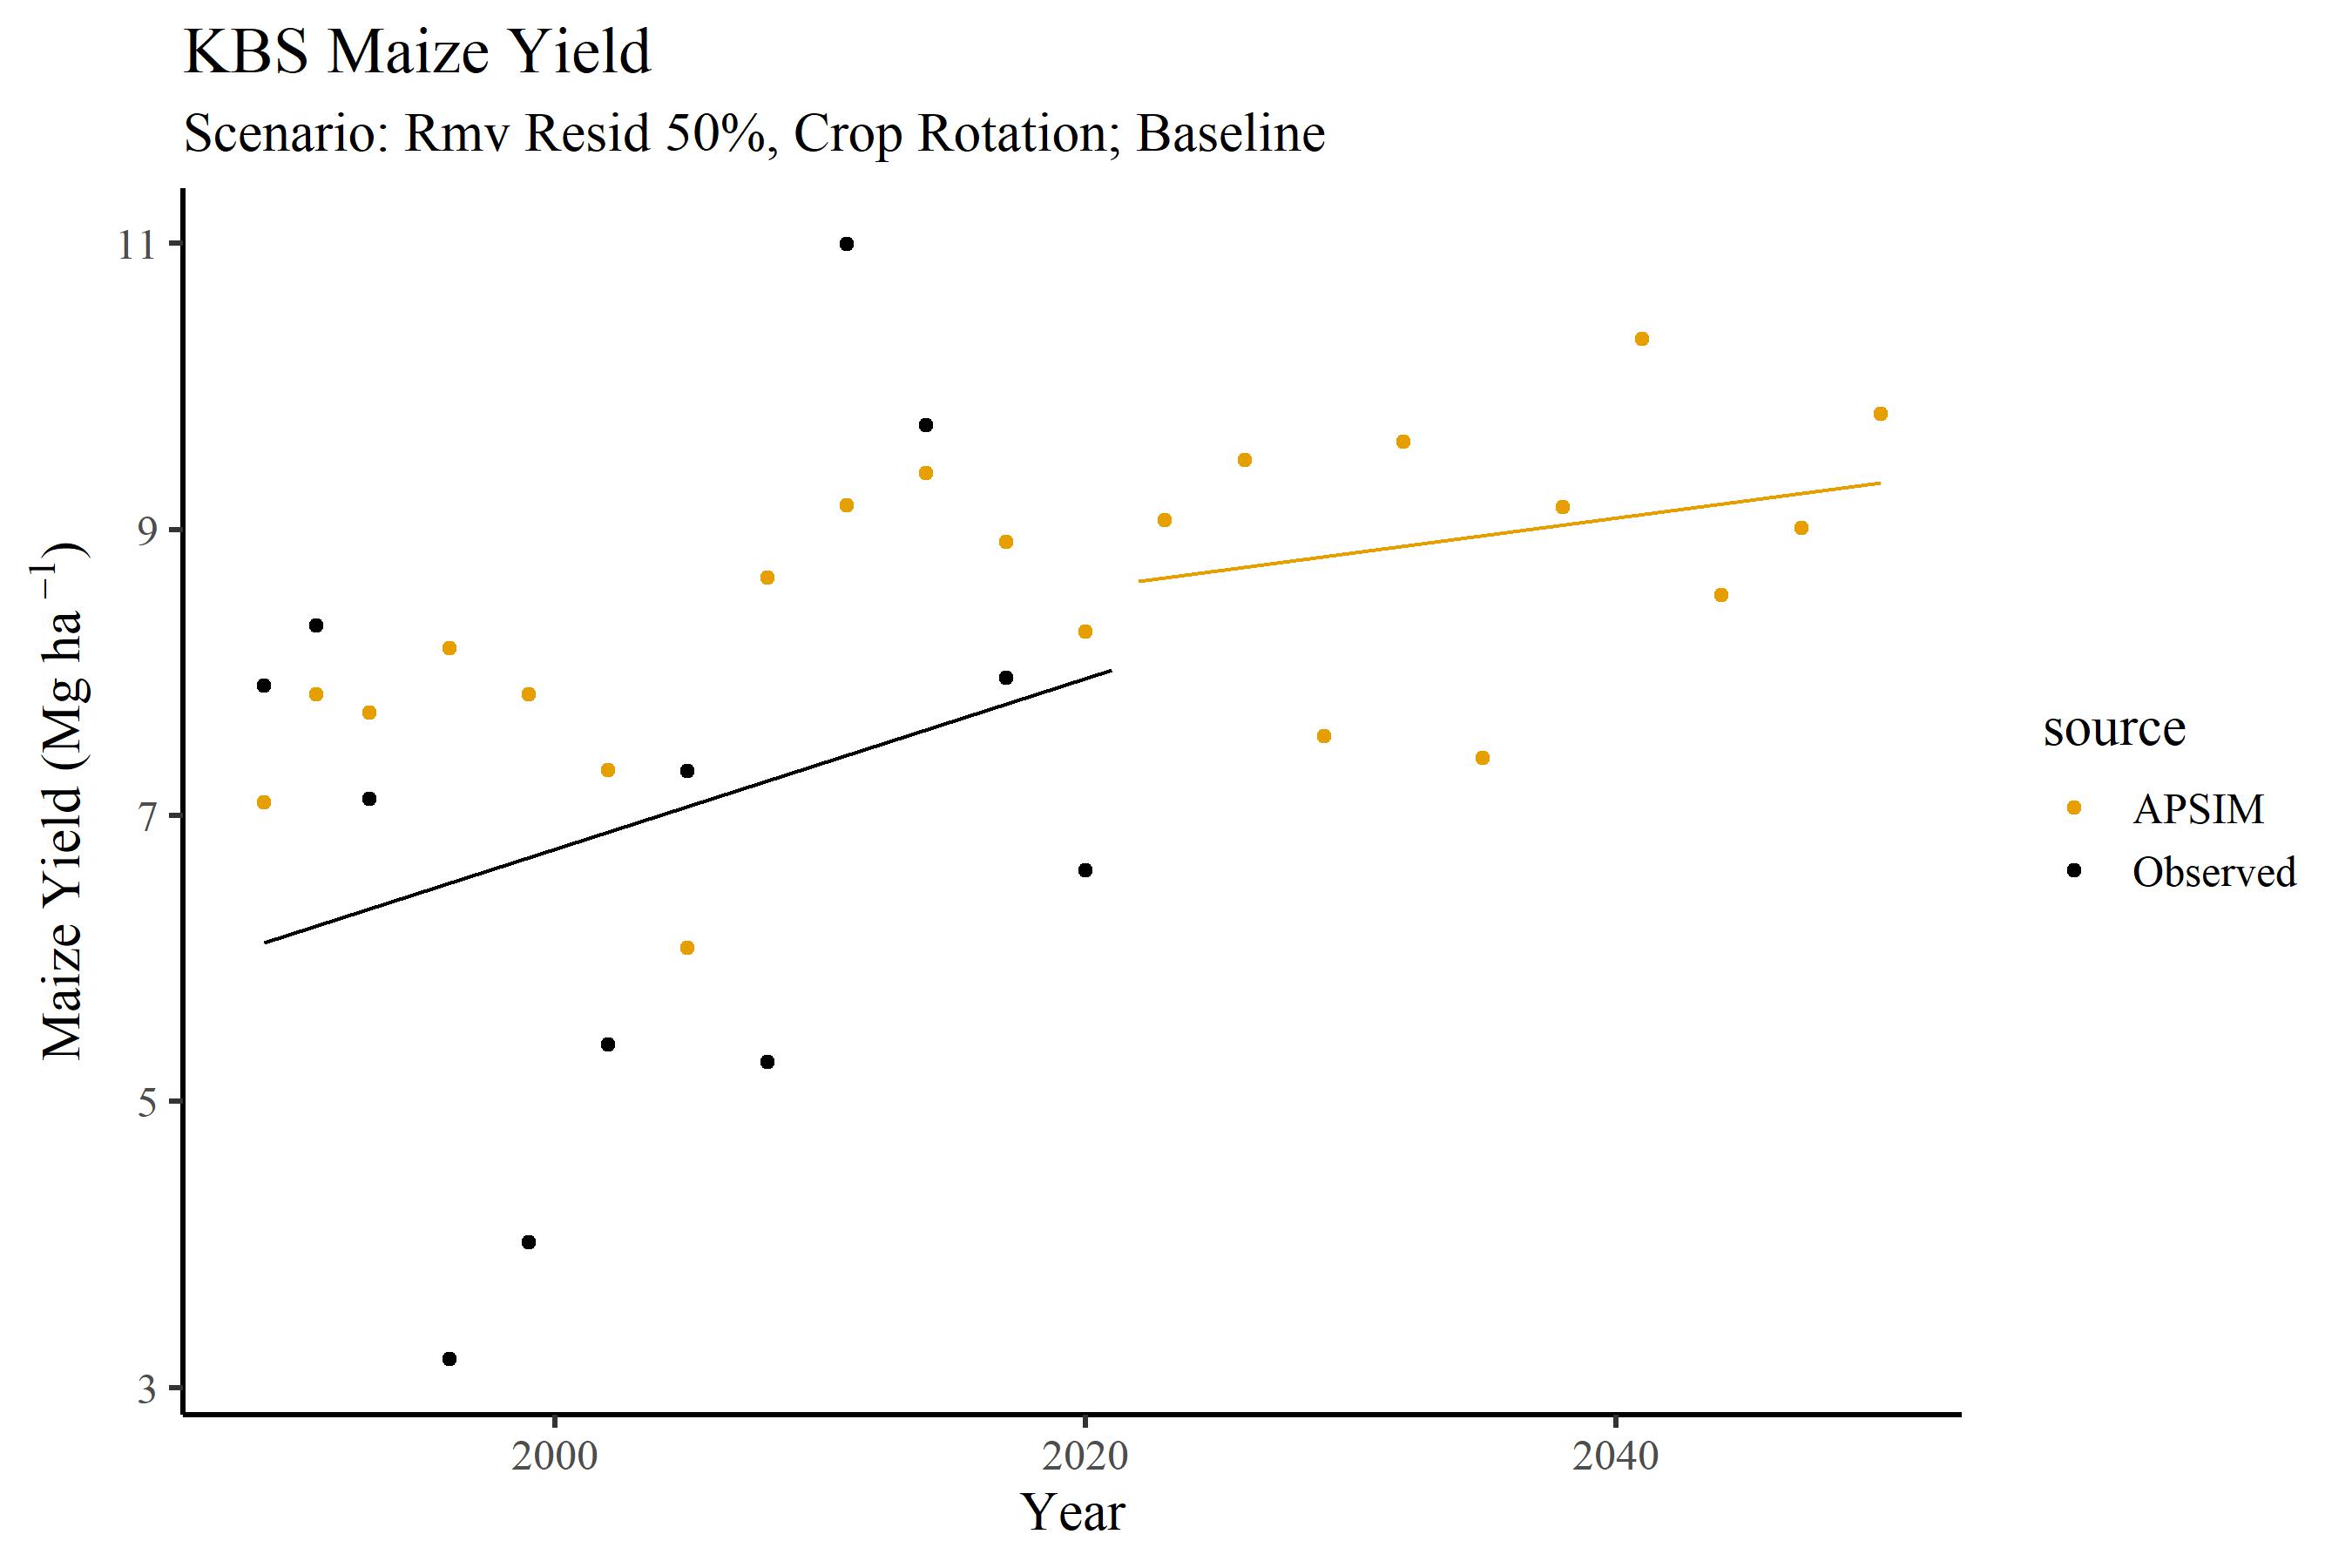 KBS Maize Yield
Scenario: Rmv Resid 50%, Crop Rotation; Baseline
Maize Yield (Mg ha −1)
11
9
7
5
3
2000 2020 2040
Year
source
APSIM
Observed